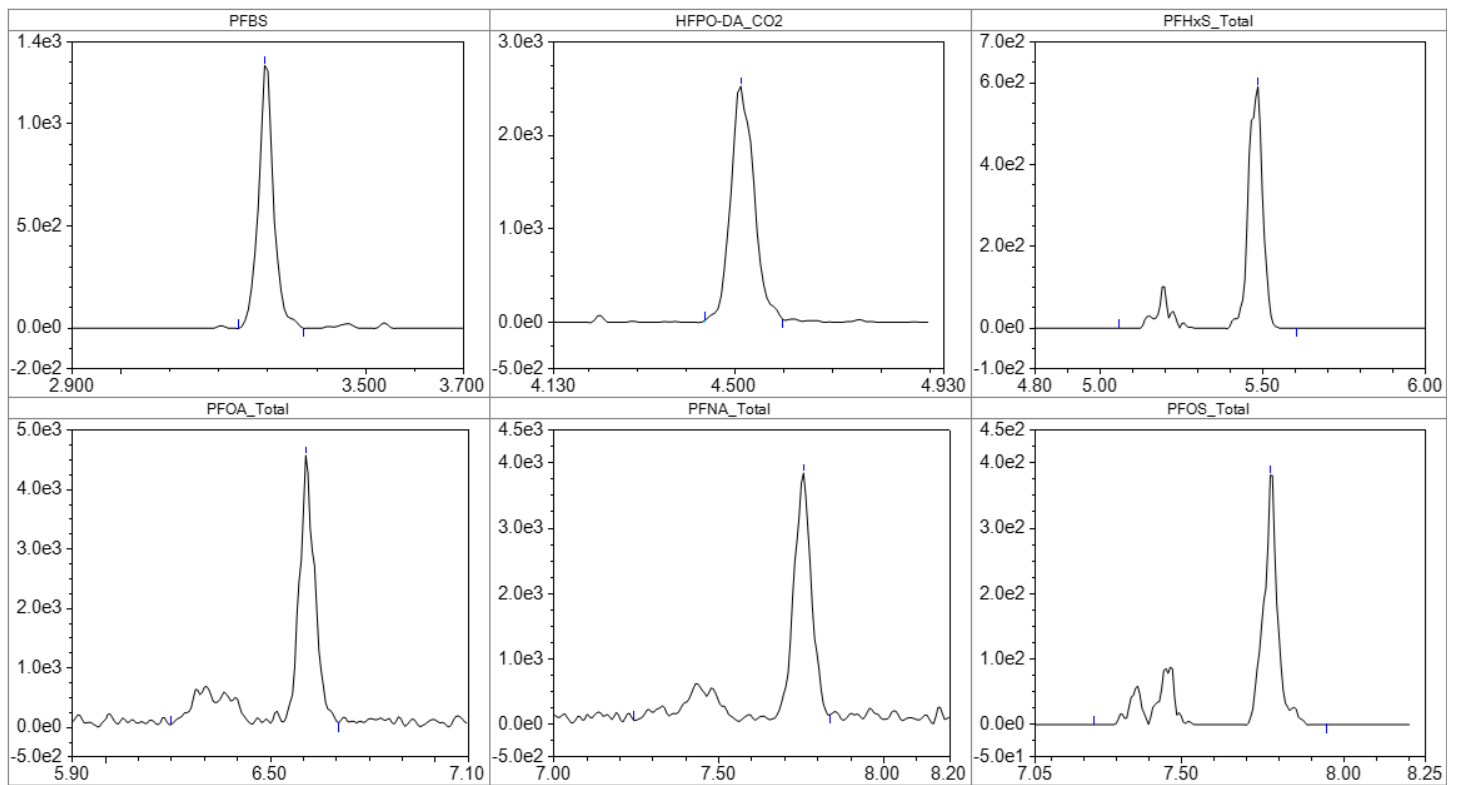 PFBS
1.4e3
1.0e3
5.0e2
0.0e0
-2.0e2
2.900 3.500 3.700
HFPO-DA_CO2
3.0e3
2.0e3
1.0e3
0.0e0
-5.0e2
4.130 4.500 4.930
PFHxS_Total
7.0e2
6.0e2
4.0e2
2.0e2
0.0e0
-1.0e2
4.80 5.00 5.50 6.00
PFOA_Total
5.0e3
4.0e3
3.0e3
2.0e3
1.0e3
0.0e0
-5.0e2
5.90 6.50 7.10
PFNA_Total
4.5e3
4.0e3
3.0e3
2.0e3
1.0e3
0.0e0
-5.0e2
7.00 7.50 8.00 8.20
PFOS_Total
4.5e2
4.0e2
3.0e2
2.0e2
1.0e2
0.0e0
-5.0e1
7.05 7.50 8.00 8.25